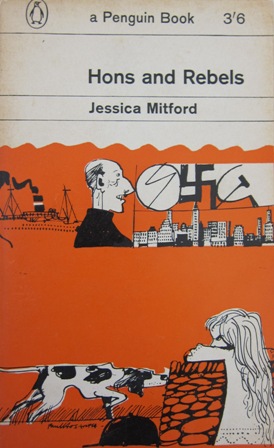 a Penguin Book 3'6
Hons and Rebels
Jessica Mitford